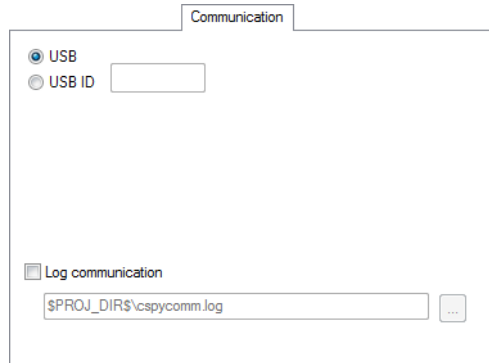 Communication
USB
USB ID
Log communication
$PROJ_DIR$\cspycomm.log
...